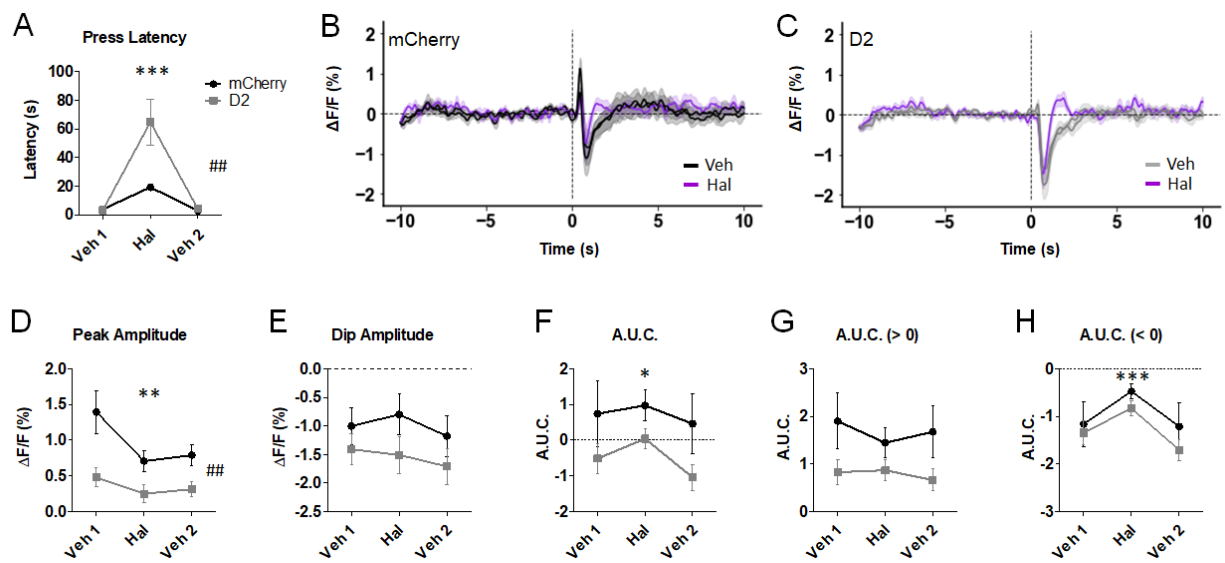 A
Press Latency
100
80
60
40
20
0
Latency (s)
***
##
mCherry
D2
Veh 1
Hal
Veh 2
B
mCherry
2
1
0
−1
−2
ΔF/F (%)
Veh
Hal
−10
−5
0
5
10
Time (s)
C
D2
2
1
0
−1
−2
ΔF/F (%)
Veh
Hal
−10
−5
0
5
10
Time (s)
D
Peak Amplitude
2.0
1.5
1.0
0.5
0.0
ΔF/F (%)
**
##
Veh 1
Hal
Veh 2
E
Dip Amplitude
0.0
-0.5
-1.0
-1.5
-2.0
-2.5
ΔF/F (%)
Veh 1
Hal
Veh 2
F
A.U.C.
2
1
0
-1
-2
A.U.C.
*
Veh 1
Hal
Veh 2
G
A.U.C. (> 0)
3
2
1
0
A.U.C.
Veh 1
Hal
Veh 2
H
A.U.C. (< 0)
0
-1
-2
-3
A.U.C.
***
Veh 1
Hal
Veh 2